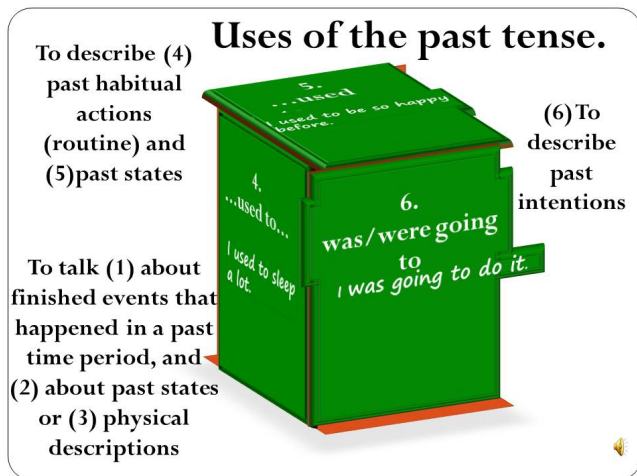 Uses of the past tense.
To describe (4)
past habitual
actions
(routine) and
(5)past states
5.
...used
I used to be so happy
before.
(6) To
describe
past
intentions
4.
...used to...
I used to sleep
a lot.
6.
was/were going
to
I was going to do it.
To talk (1) about
finished events that
happened in a past
time period, and
(2) about past states
or (3) physical
descriptions